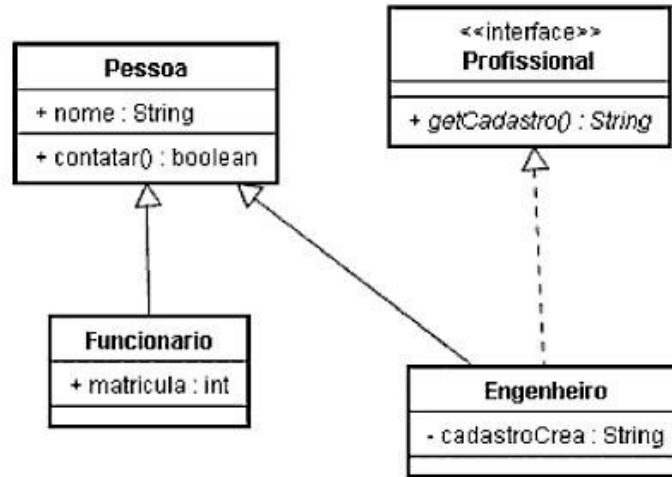 Pessoa
+ nome : String
+ contatar() : boolean
<<interface>>
Profissional
+ getCadastro() : String
Funcionario
+ matricula : int
Engenheiro
- cadastroCrea : String